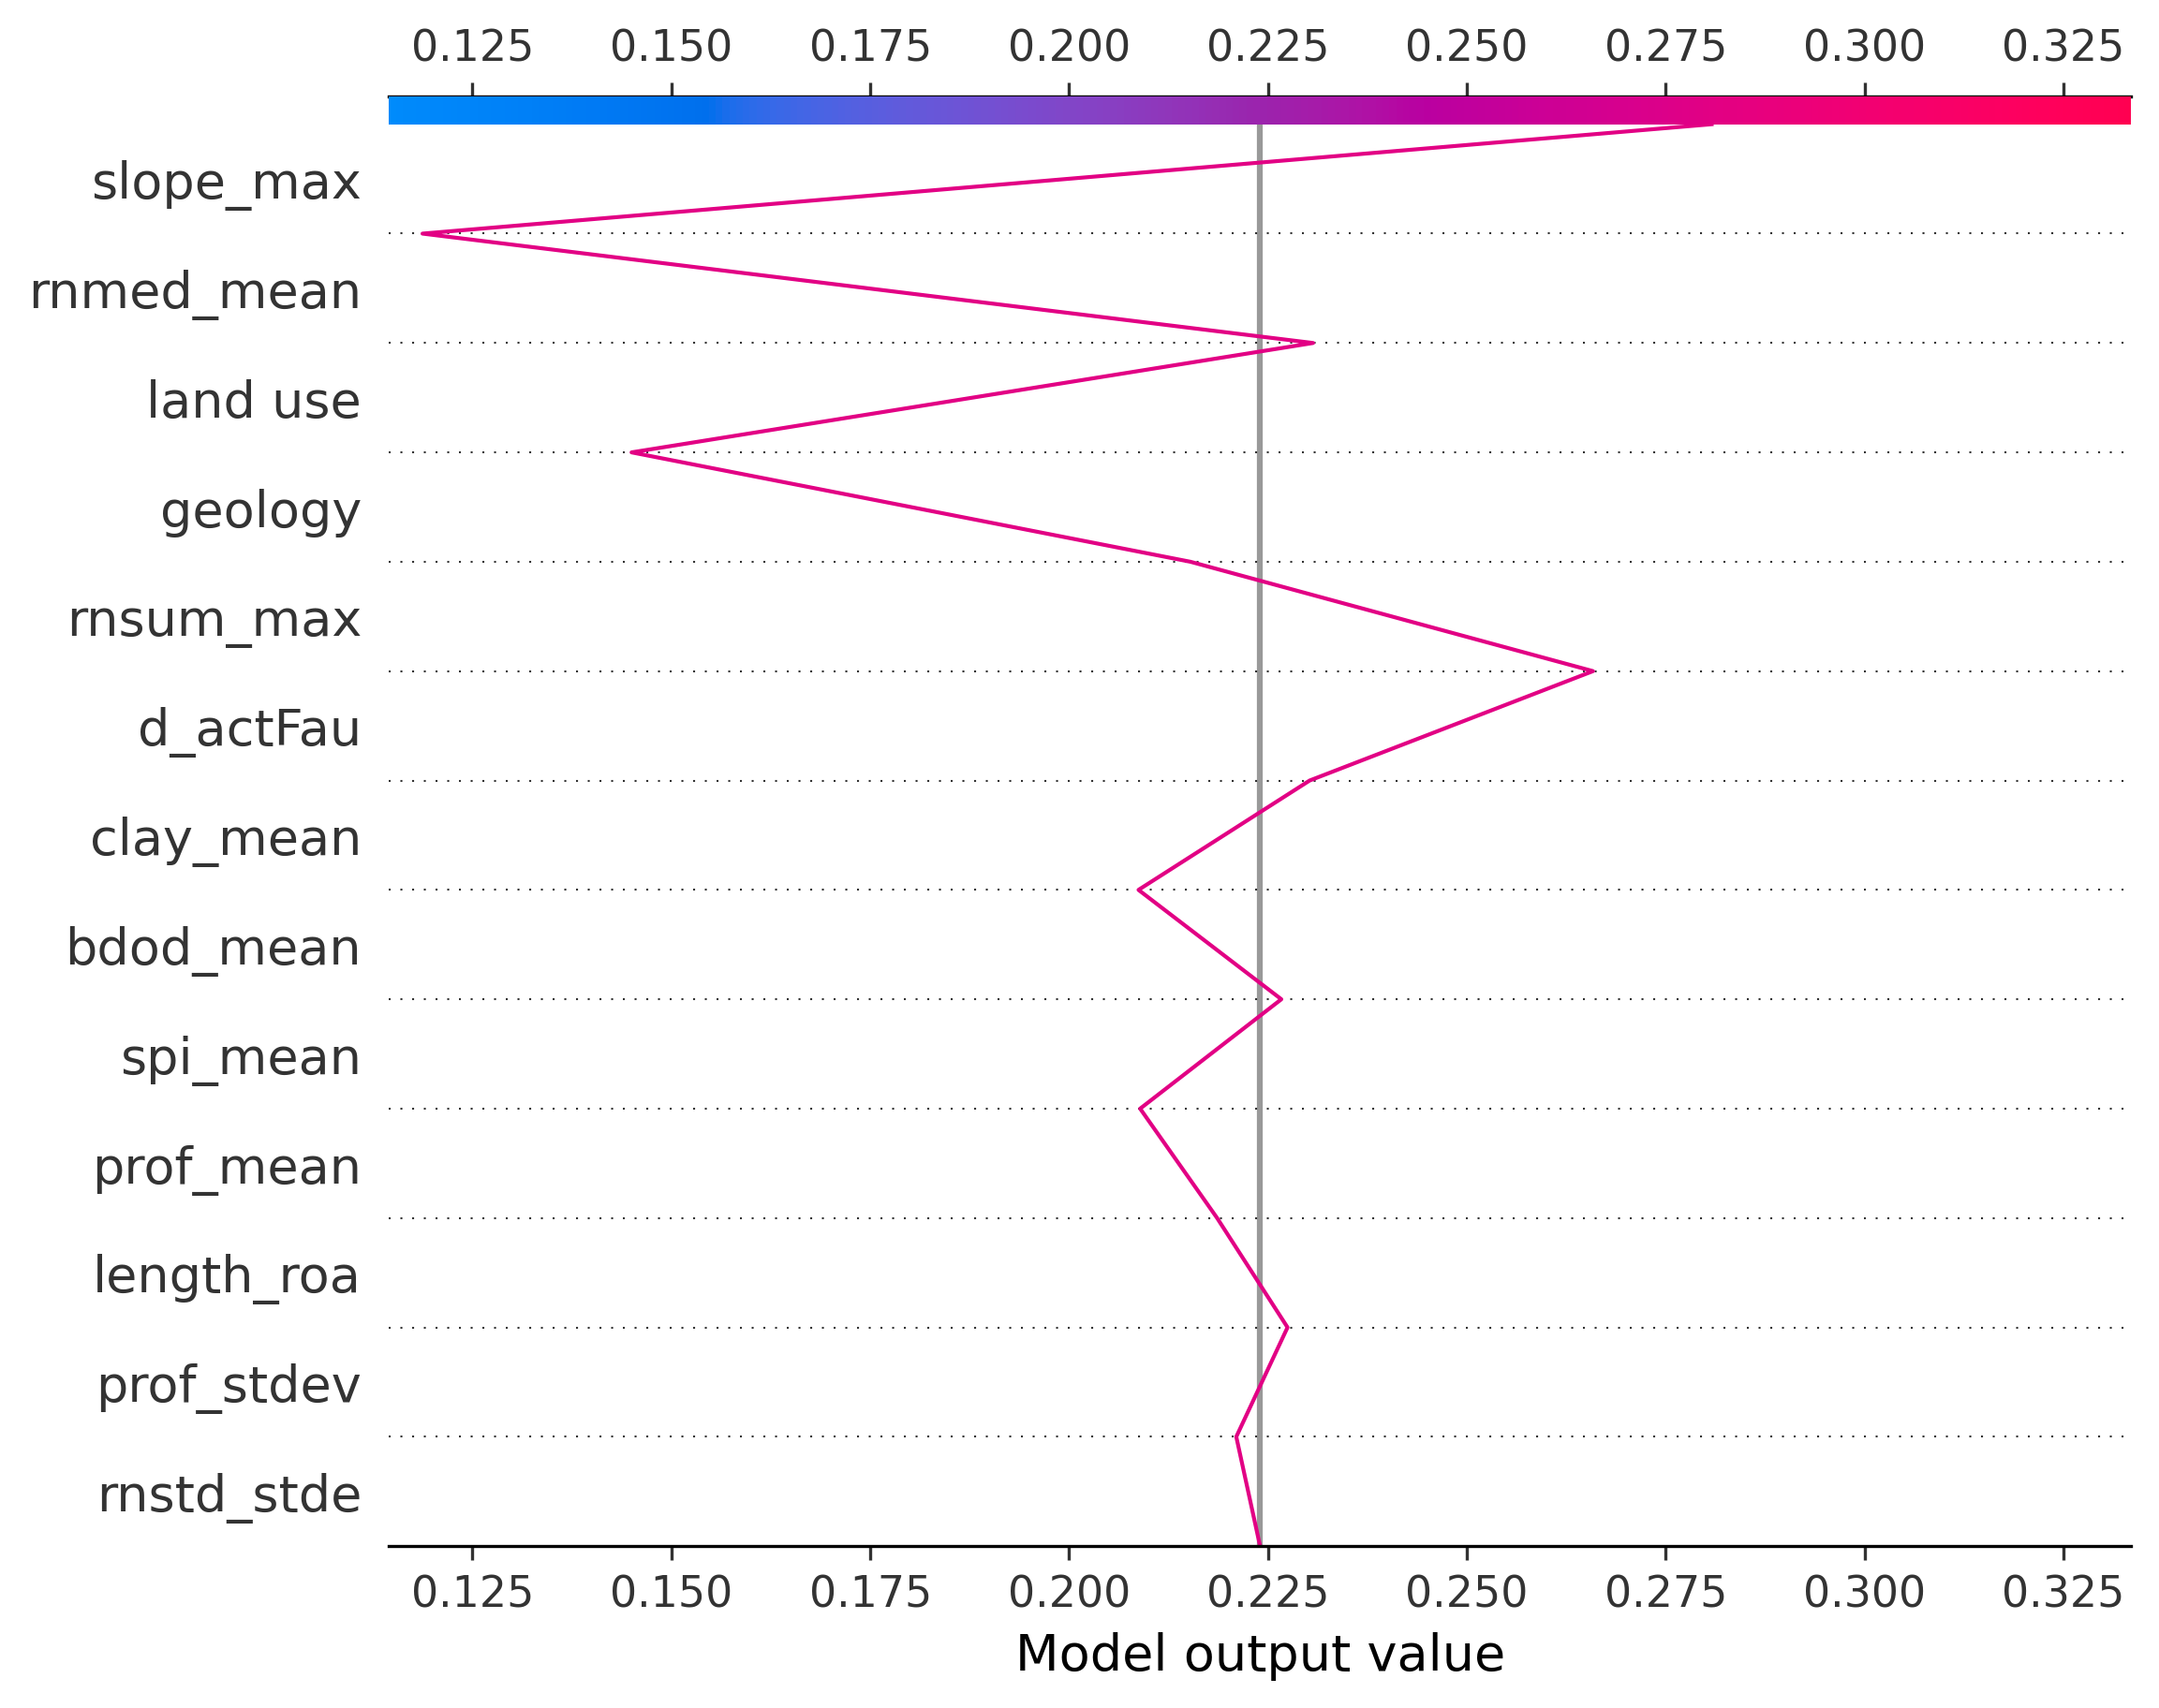 0.125 0.150 0.175 0.200 0.225 0.250 0.275 0.300 0.325
slope_max
rnmed_mean
land use
geology
rnsum_max
d_actFau
clay_mean
bdod_mean
spi_mean
prof_mean
length_roa
prof_stdev
rnstd_stde
0.125 0.150 0.175 0.200 0.225 0.250 0.275 0.300 0.325
Model output value